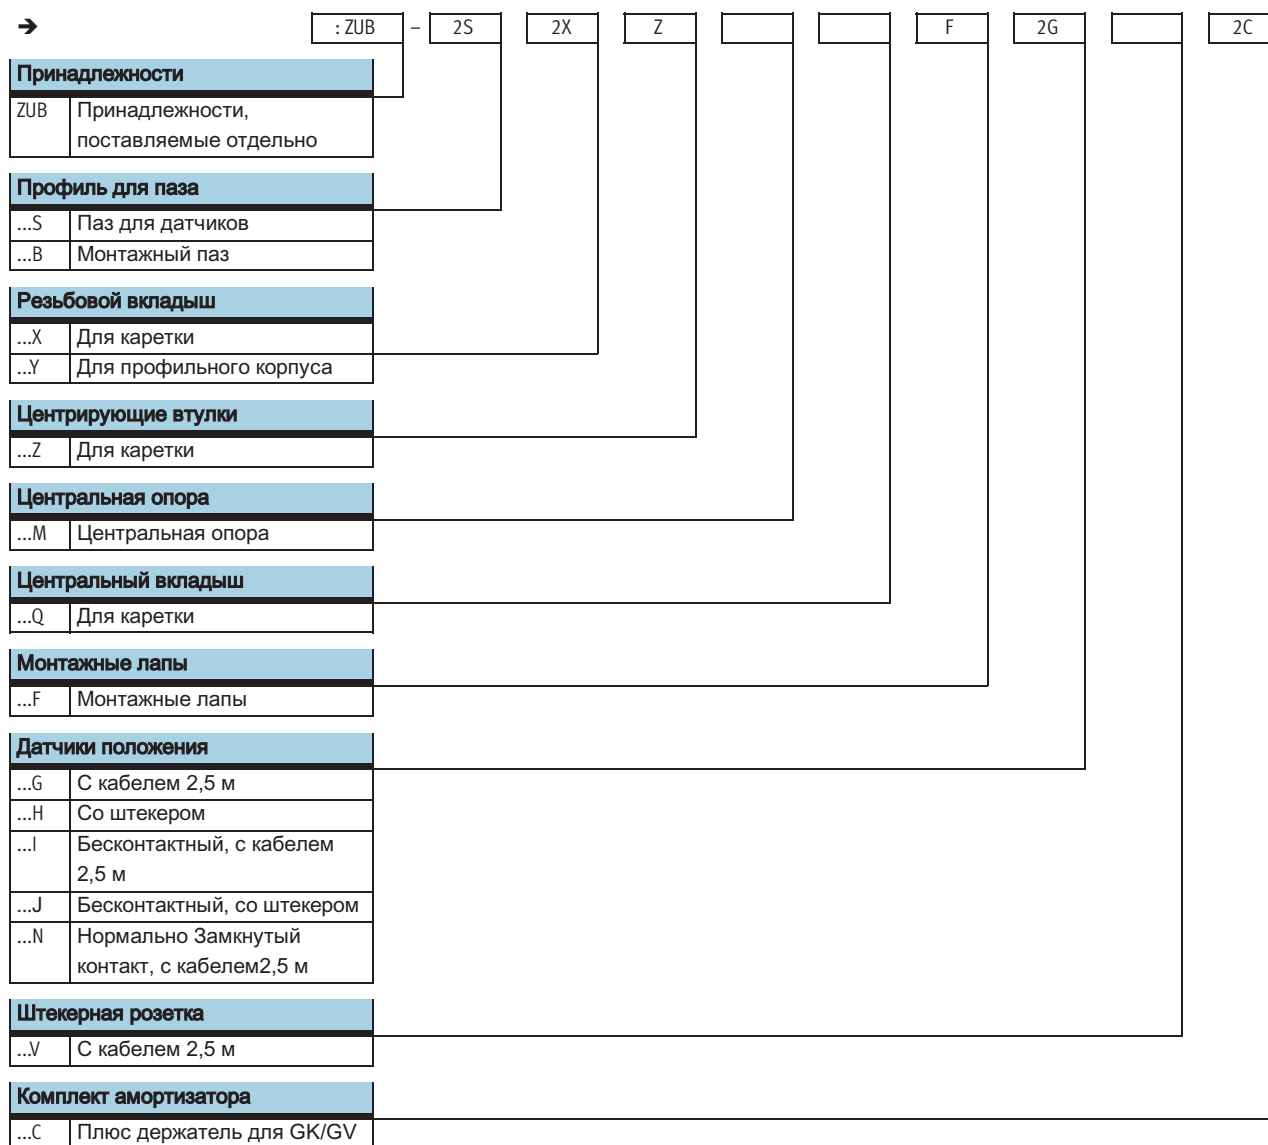 ➔ : ZUB – 2S 2X Z F 2G 2C
Принадлежности
ZUB Принадлежности,
поставляемые отдельно
Профиль для паза
...S Паз для датчиков
...B Монтажный паз
Резьбовой вкладыш
...X Для каретки
...Y Для профильного корпуса
Центрирующие втулки
...Z Для каретки
Центральная опора
...M Центральная опора
Центральный вкладыш
...Q Для каретки
Монтажные лапы
...F Монтажные лапы
Датчики положения
...G С кабелем 2,5 м
...H Со штекером
...I Бесконтактный, с кабелем
2,5 м
...J Бесконтактный, со штекером
...N Нормально Замкнутый
контакт, с кабелем2,5 м
Штекерная розетка
...V С кабелем 2,5 м
Комплект амортизатора
...C Плюс держатель для GK/GV